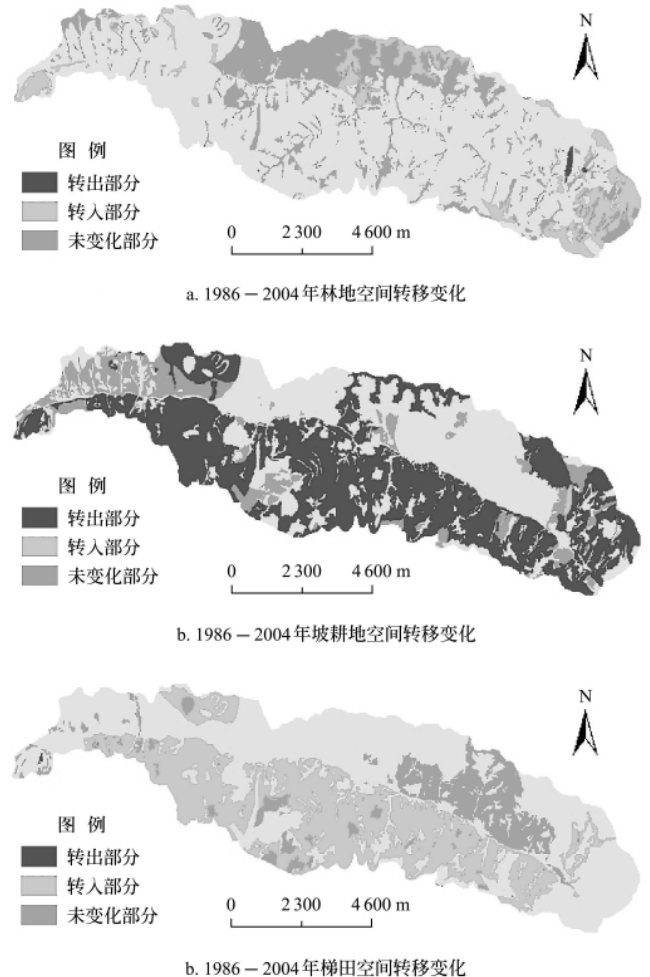 N
图 例
转出部分
转入部分
未变化部分
0 2 300 4 600 m
a. 1986－2004年林地空间转移变化
N
图 例
转出部分
转入部分
未变化部分
0 2 300 4 600 m
b. 1986－2004年坡耕地空间转移变化
N
图 例
转出部分
转入部分
未变化部分
0 2 300 4 600 m
b. 1986－2004年梯田空间转移变化